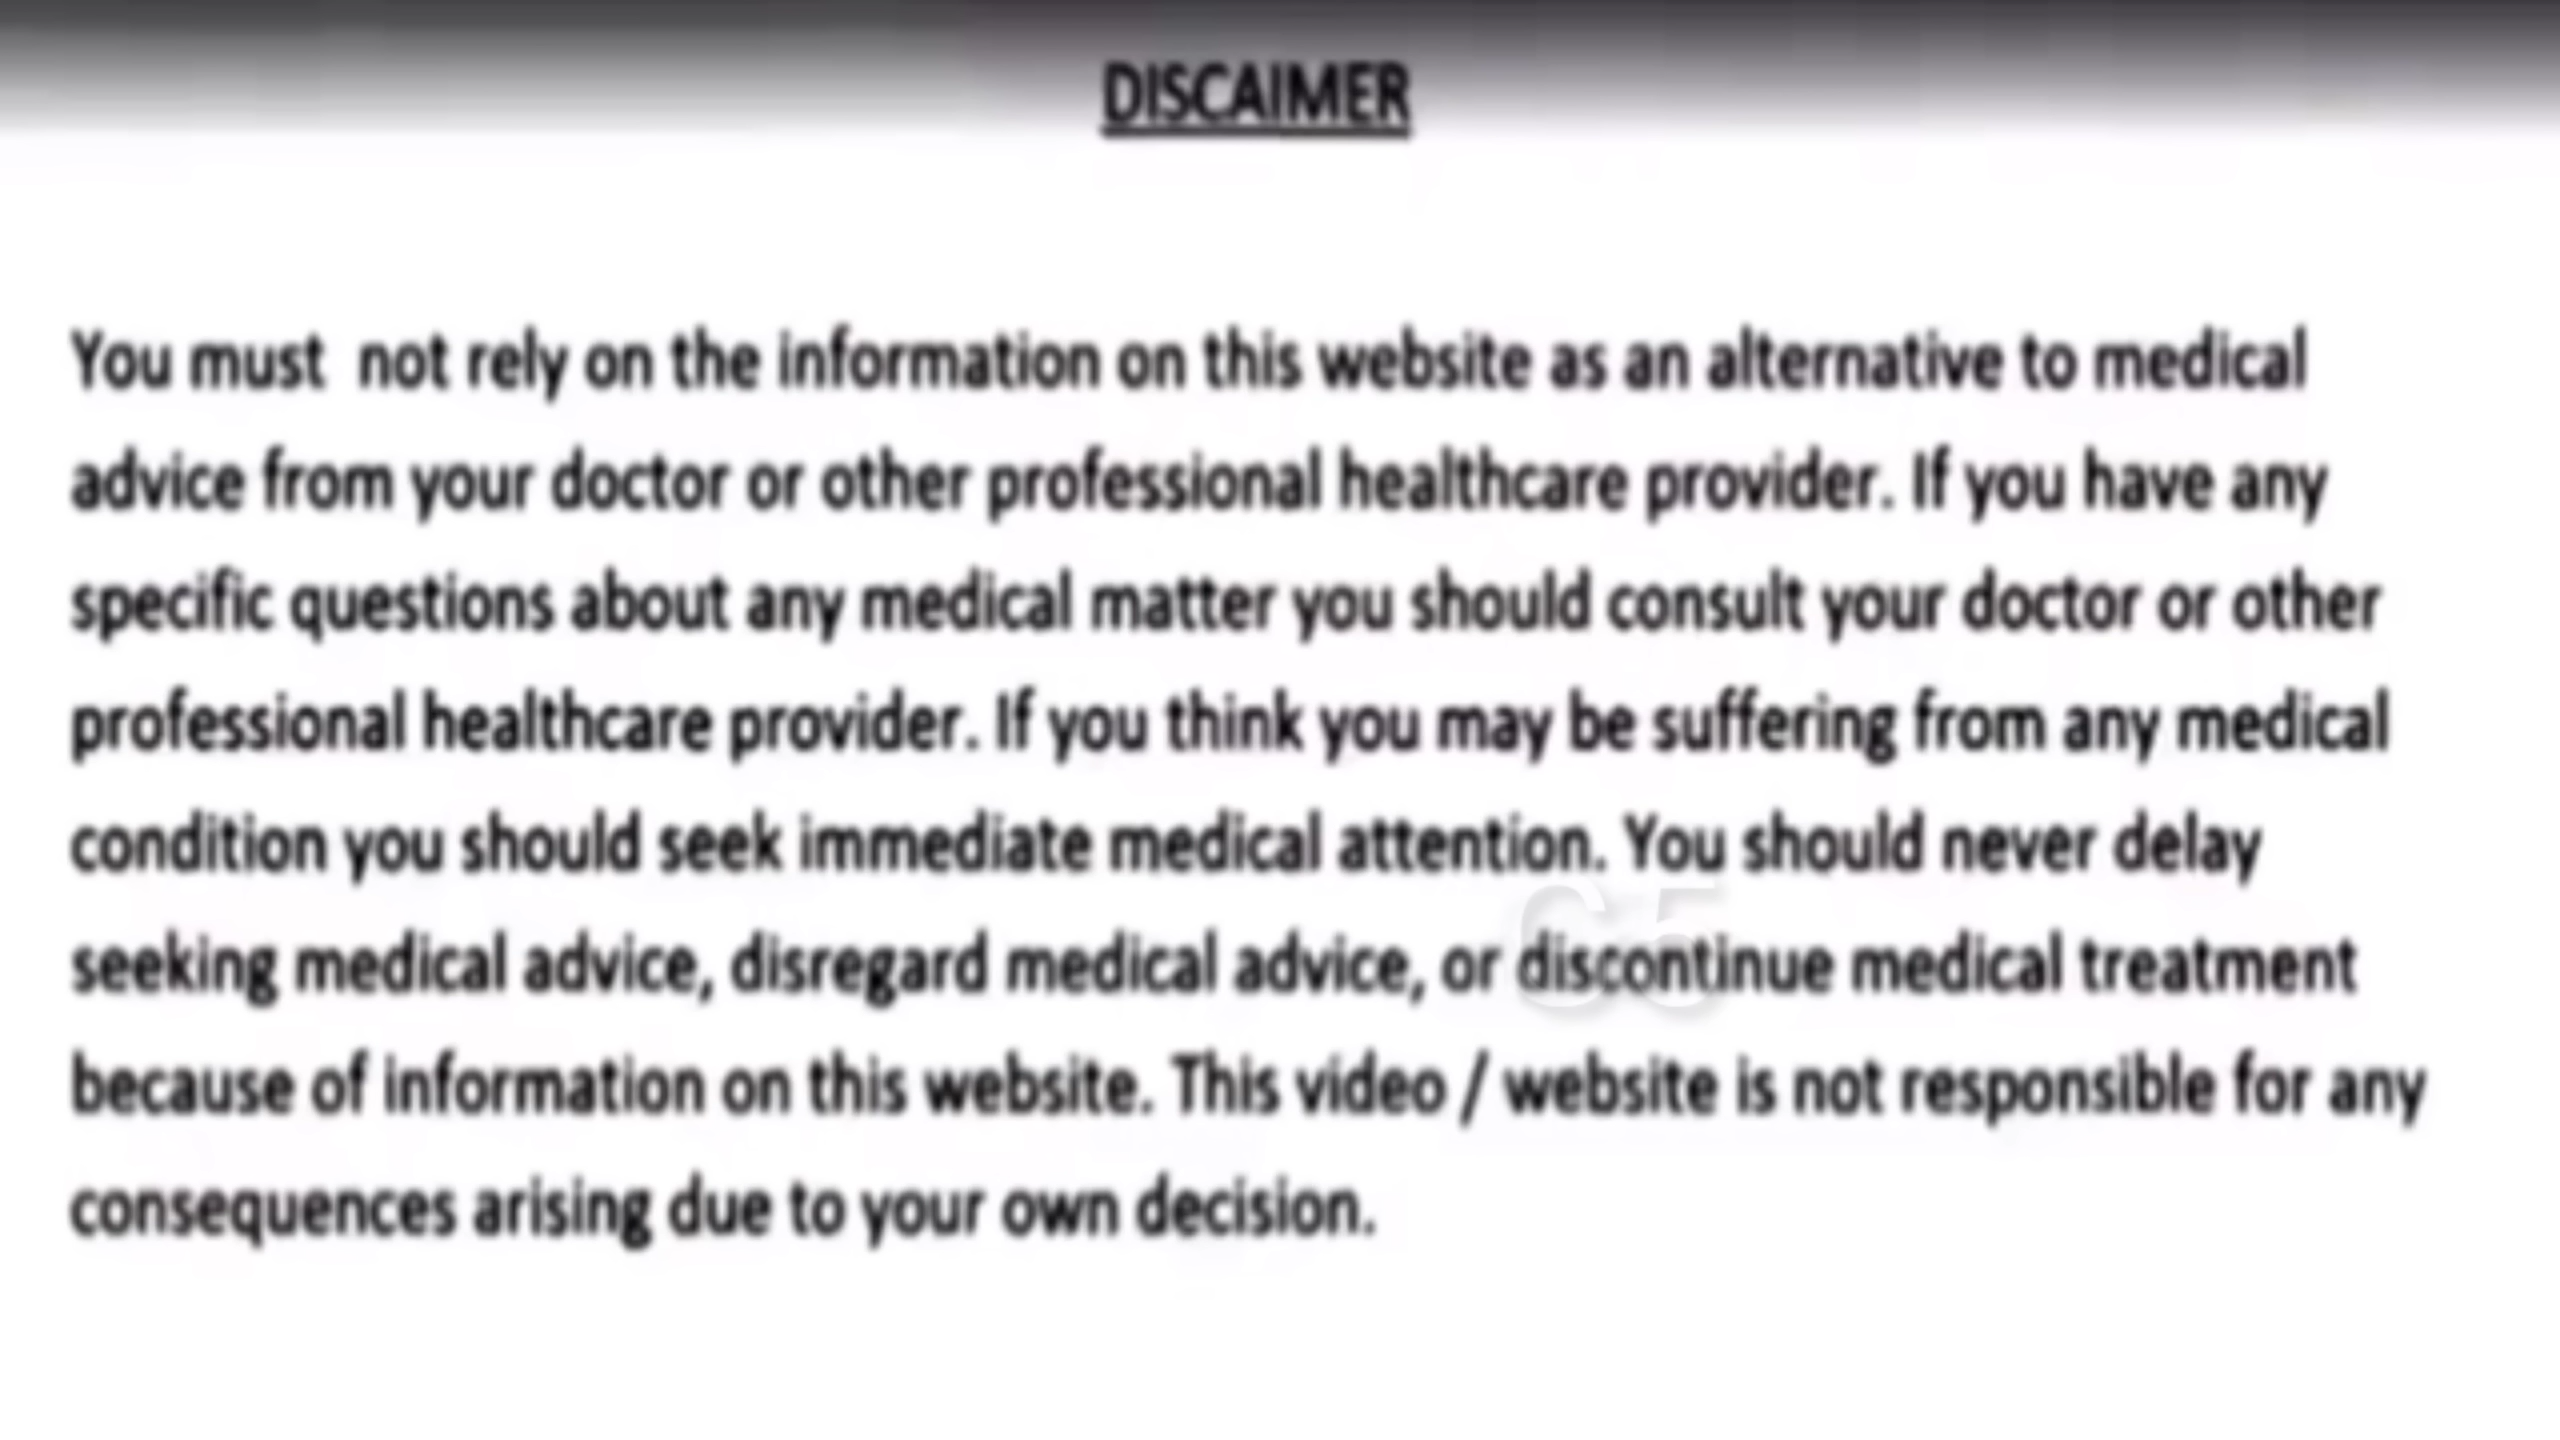 DISCAIMER
You must  not rely on the information on this website as an alternative to medical
advice from your doctor or other professional healthcare provider. If you have any
specific questions about any medical matter you should consult your doctor or other
professional healthcare provider. If you think you may be suffering from any medical
condition you should seek immediate medical attention. You should never delay
seeking medical advice, disregard medical advice, or discontinue medical treatment
because of information on this website. This video / website is not responsible for any
consequences arising due to your own decision.